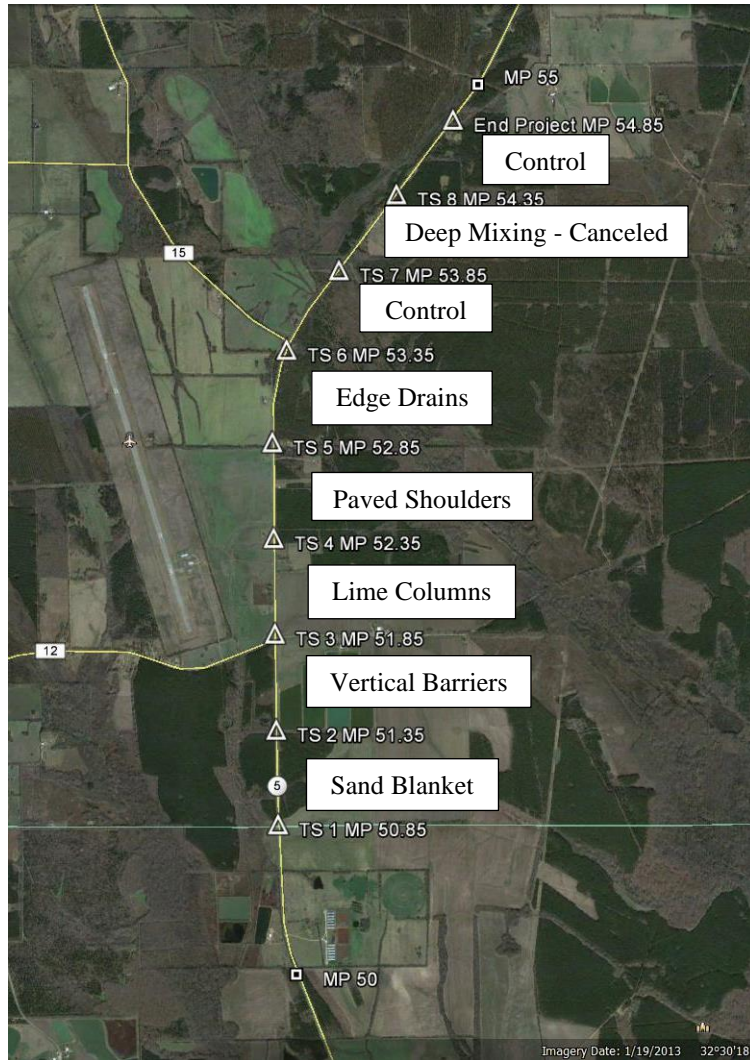 MP 55
End Project MP 54.85
Control
TS 8 MP 54.35
Deep Mixing - Canceled
15
TS 7 MP 53.85
Control
TS 6 MP 53.35
Edge Drains
TS 5 MP 52.85
Paved Shoulders
TS 4 MP 52.35
Lime Columns
TS 3 MP 51.85
12
Vertical Barriers
TS 2 MP 51.35
5
Sand Blanket
TS 1 MP 50.85
MP 50
Imagery Date: 1/19/2013 32°30'18